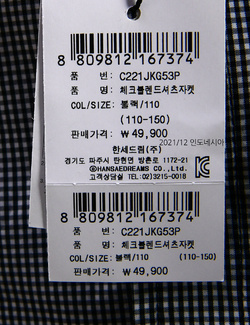 8 809812 167374
품 번: C221JKG53P
품 명: 체크블렌드셔츠자켓
COL/SIZE: 블랙/110
(110-150)
판매가격: ₩ 49,900
2021/12 인도네시아
한세드림(주)
경기도 파주시 탄현면 방촌로 1172-21
ⓗHANSAEDREAMS CO.,Ltd.
고객상담실 TEL:02)3215-0018
8 809812 167374
품 번: C221JKG53P
품 명: 체크블렌드셔츠자켓
COL/SIZE: 블랙/110 (110-150)
판매가격: ₩ 49,900